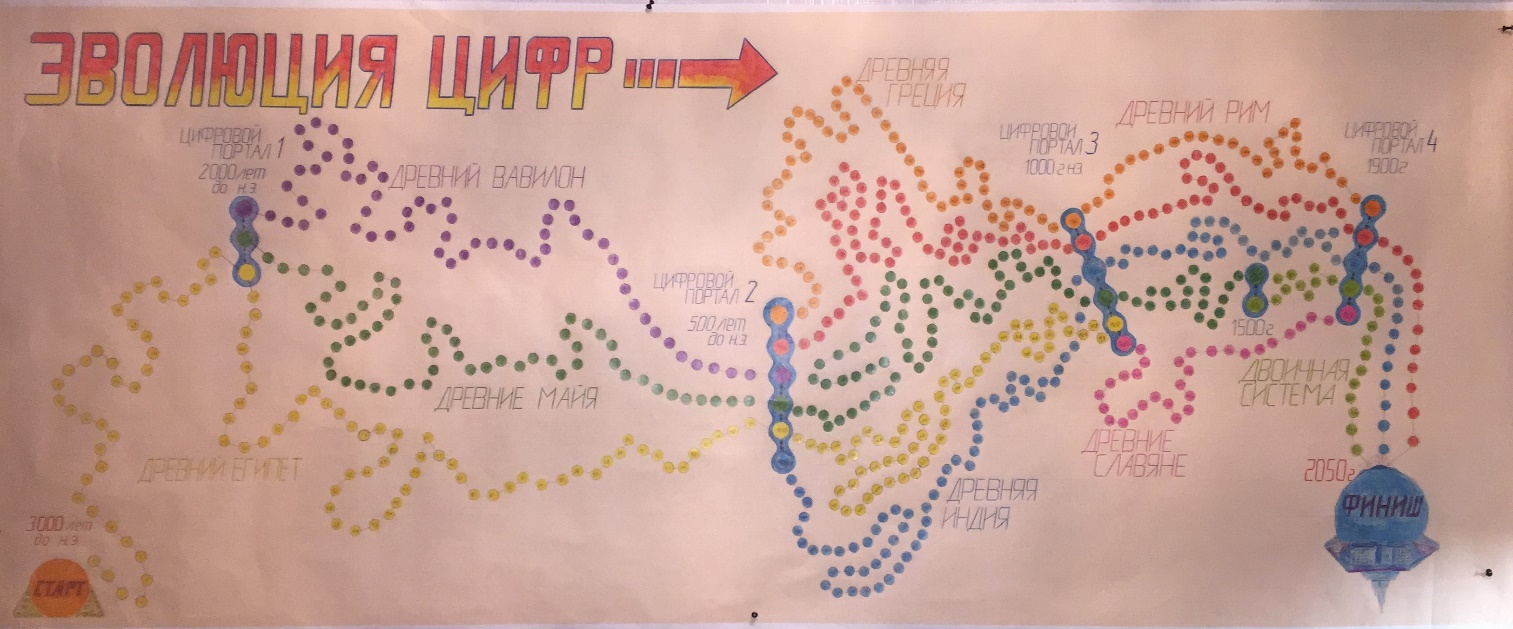 ЭВОЛЮЦИЯ ЦИФР
ЦИФРОВОЙ
ПОРТАЛ 1
2000 лет
до н.э.
ДРЕВНИЙ ВАВИЛОН
ДРЕВНИЕ МАЙЯ
ДРЕВНИЙ ЕГИПЕТ
3000 лет
до н.э.
СТАРТ
ЦИФРОВОЙ
ПОРТАЛ 2
500 лет
до н.э.
ДРЕВНЯЯ
ГРЕЦИЯ
ЦИФРОВОЙ
ПОРТАЛ 3
1000 г н.э.
ДРЕВНИЙ РИМ
ЦИФРОВОЙ
ПОРТАЛ 4
1900 г
1500 г
ДВОИЧНАЯ
СИСТЕМА
ДРЕВНИЕ
СЛАВЯНЕ
ДРЕВНЯЯ
ИНДИЯ
2050 г
ФИНИШ